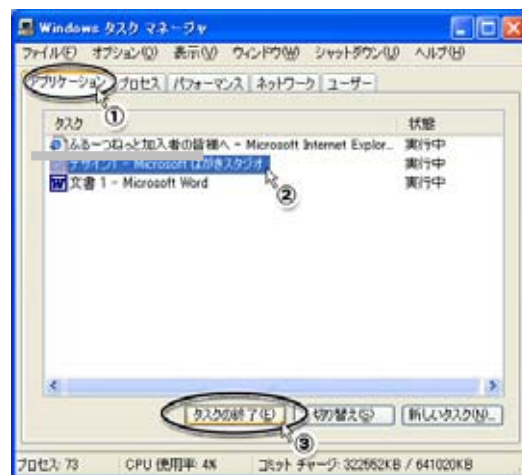 Windows タスク マネージャ
ファイル(F) オプション(O) 表示(V) ウィンドウ(W) シャットダウン(U) ヘルプ(H)
アプリケーション プロセス パフォーマンス ネットワーク ユーザー
①
タスク 状態
ふるーつねっと加入者の皆様へ - Microsoft Internet Explor... 実行中
デザイン1 - Microsoft はがきスタジオ 実行中
②
文書 1 - Microsoft Word 実行中
タスクの終了(E) 切り替え(S) 新しいタスク(N)...
③
プロセス: 73 CPU 使用率: 4% コミット チャージ: 322552KB / 641020KB